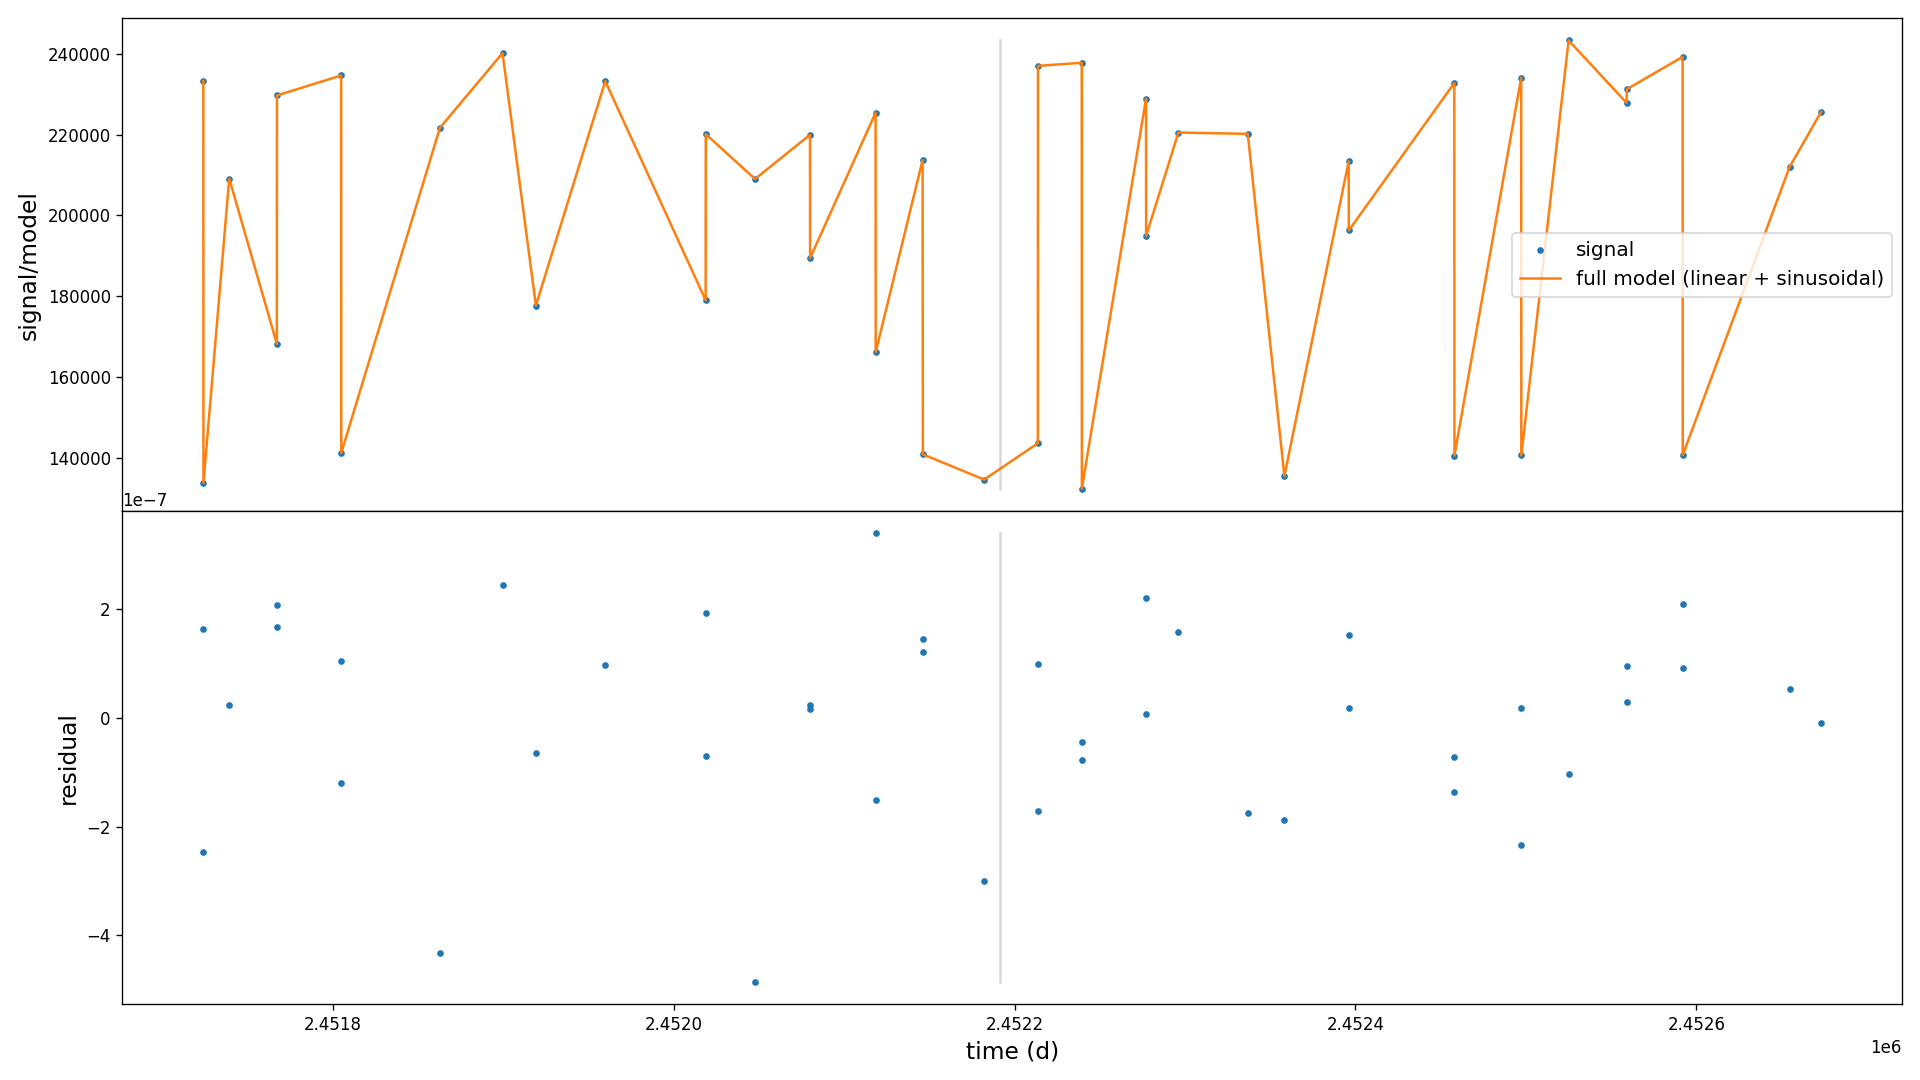 240000
220000
200000
180000
160000
140000
signal/model
signal
full model (linear + sinusoidal)
1e−7
2
0
−2
−4
residual
2.4518
2.4520
2.4522
2.4524
2.4526
1e6
time (d)